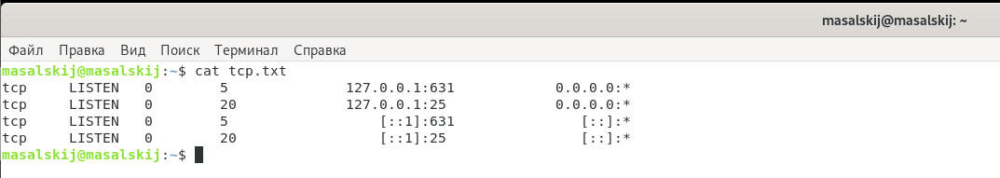 masalskij@masalskij: ~
Файл Правка Вид Поиск Терминал Справка
masalskij@masalskij:~$ cat tcp.txt
tcp LISTEN 0 5 127.0.0.1:631 0.0.0.0:*
tcp LISTEN 0 20 127.0.0.1:25 0.0.0.0:*
tcp LISTEN 0 5 [::1]:631 [::]:*
tcp LISTEN 0 20 [::1]:25 [::]:*
masalskij@masalskij:~$